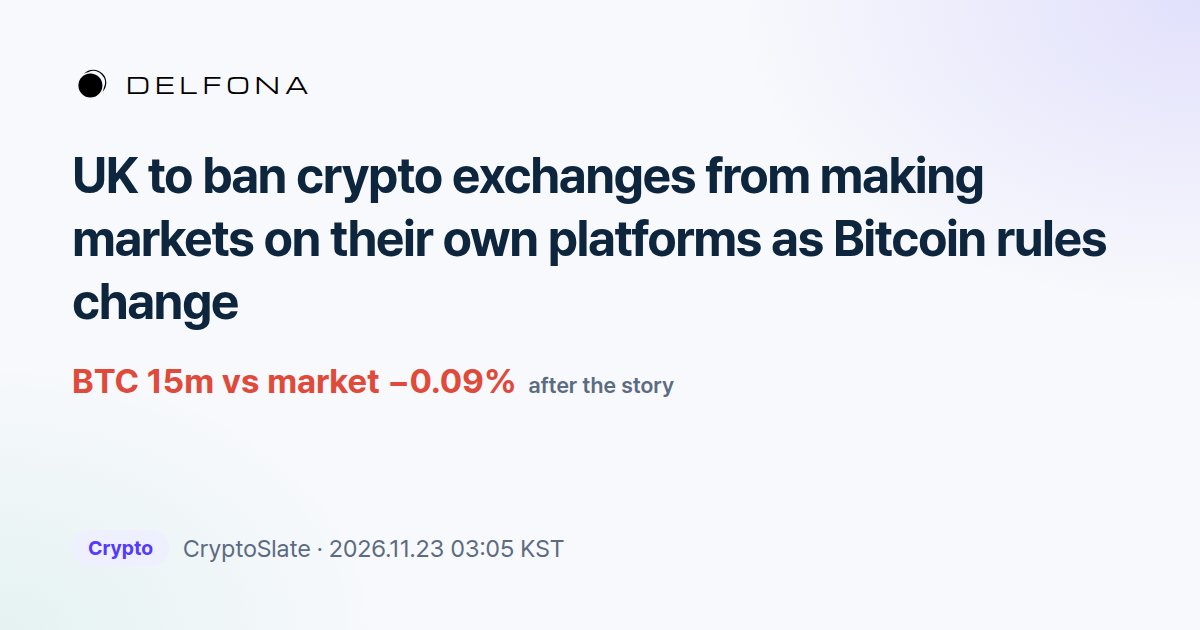 DELFONA
UK to ban crypto exchanges from making
markets on their own platforms as Bitcoin rules
change
BTC 15m vs market −0.09% after the story
Crypto CryptoSlate · 2026.11.23 03:05 KST